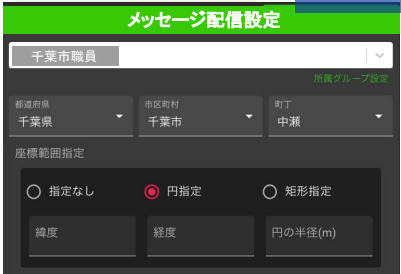 メッセージ配信設定
千葉市職員
所属グループ設定
都道府県 市区町村 町丁
千葉県 千葉市 中瀬
座標範囲指定
指定なし 円指定 矩形指定
緯度 経度 円の半径(m)